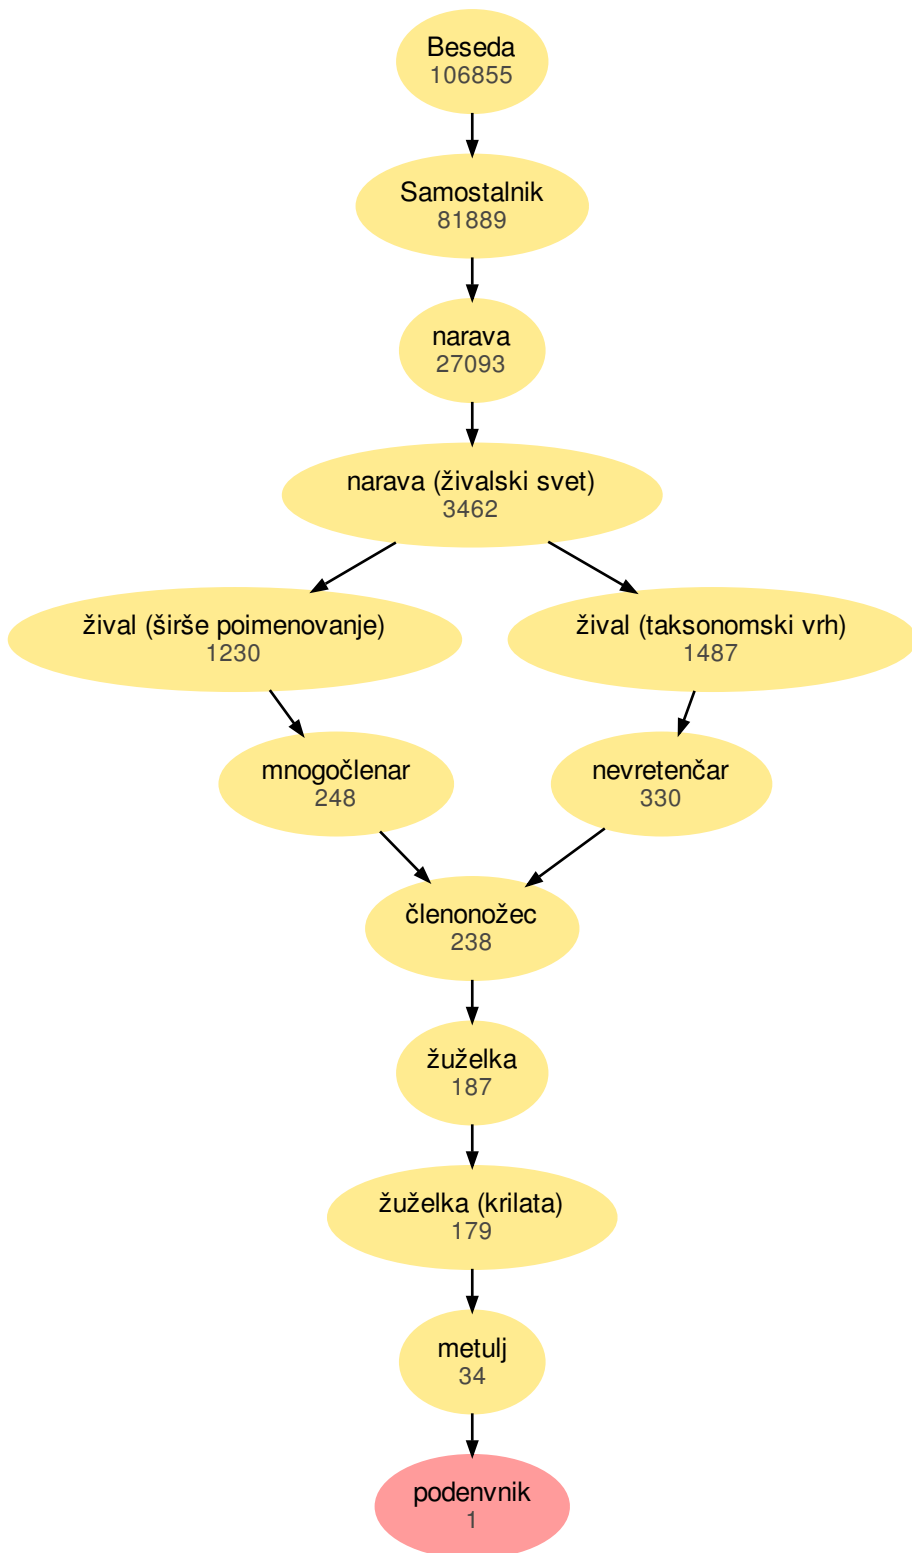 Beseda
106855
Samostalnik
81889
narava
27093
narava (živalski svet)
3462
žival (širše poimenovanje)
1230
žival (taksonomski vrh)
1487
mnogočlenar
248
nevretenčar
330
členonožec
238
žuželka
187
žuželka (krilata)
179
metulj
34
podenvnik
1